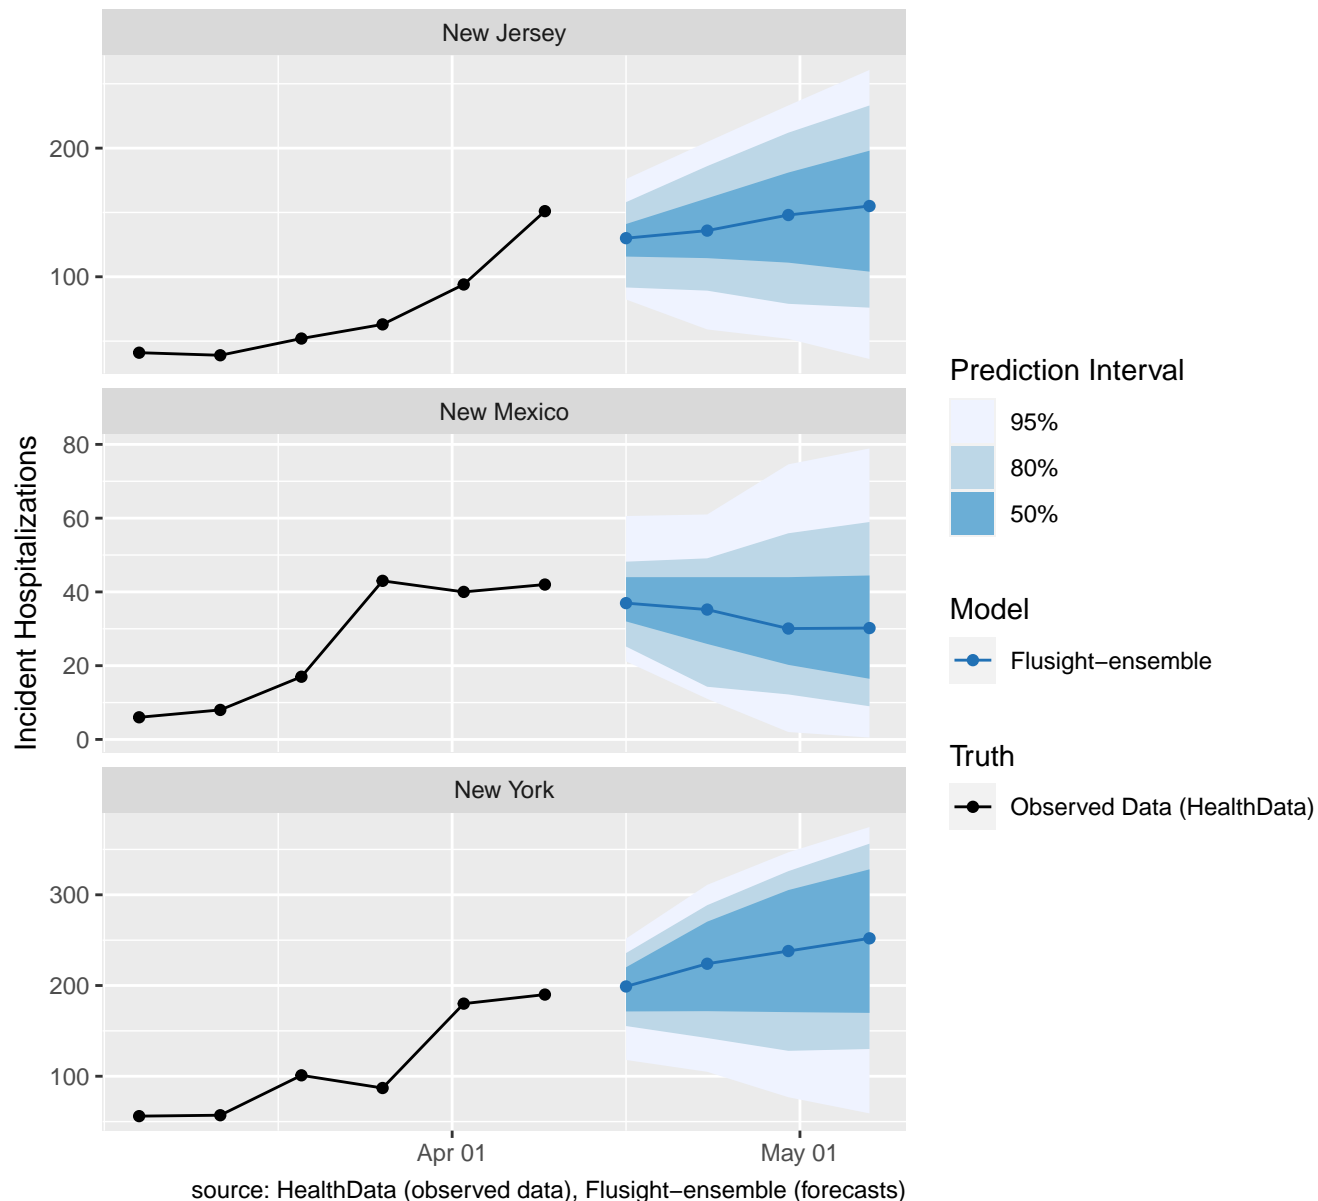 New Jersey
200
100
New Mexico
80
60
40
20
0
New York
300
200
100
Apr 01
May 01
Incident Hospitalizations
source: HealthData (observed data), Flusight−ensemble (forecasts)
Prediction Interval
95%
80%
50%
Model
Flusight−ensemble
Truth
Observed Data (HealthData)